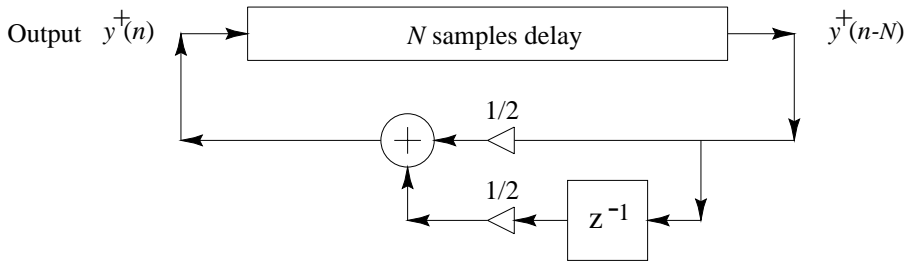 Output y⁺(n) N samples delay y⁺(n-N)
1/2
+
1/2
z⁻¹